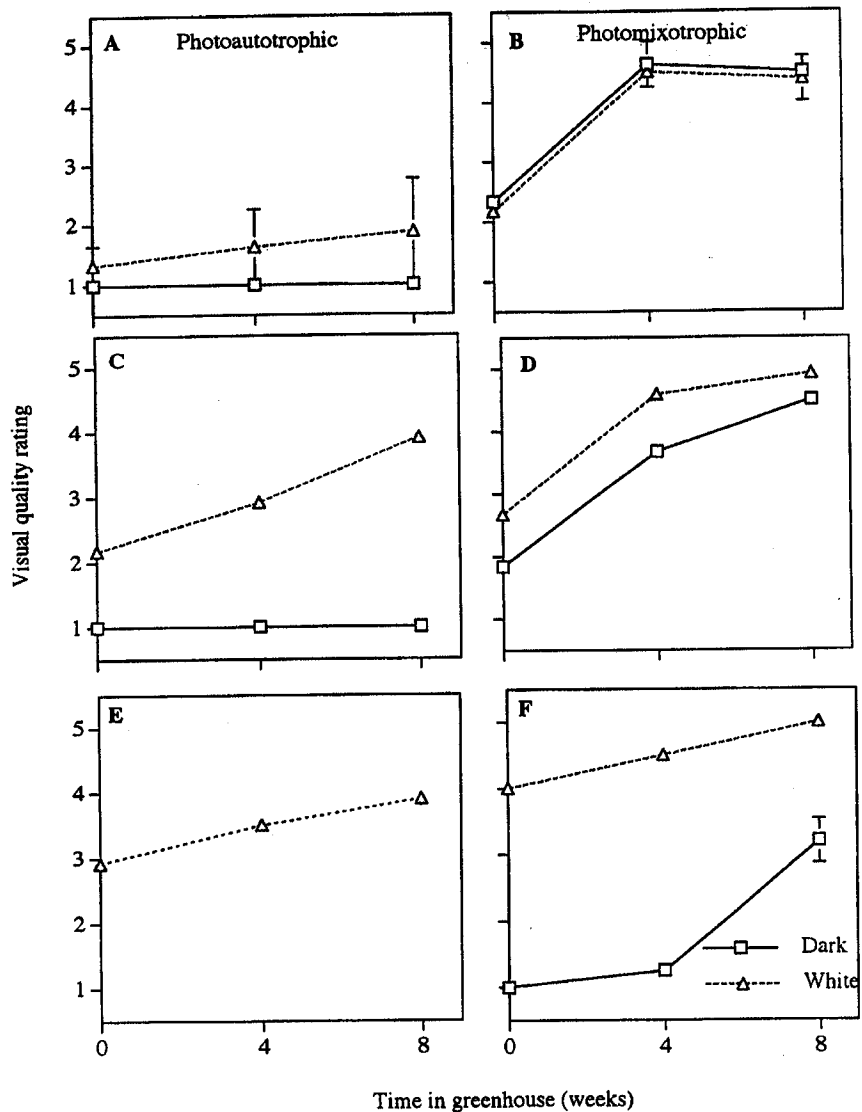 A
Photoautotrophic
5
4
3
2
1
B
Photomixotrophic
C
5
4
3
2
1
D
E
5
4
3
2
1
0
4
8
F
Dark
White
0
4
8
Visual quality rating
Time in greenhouse (weeks)